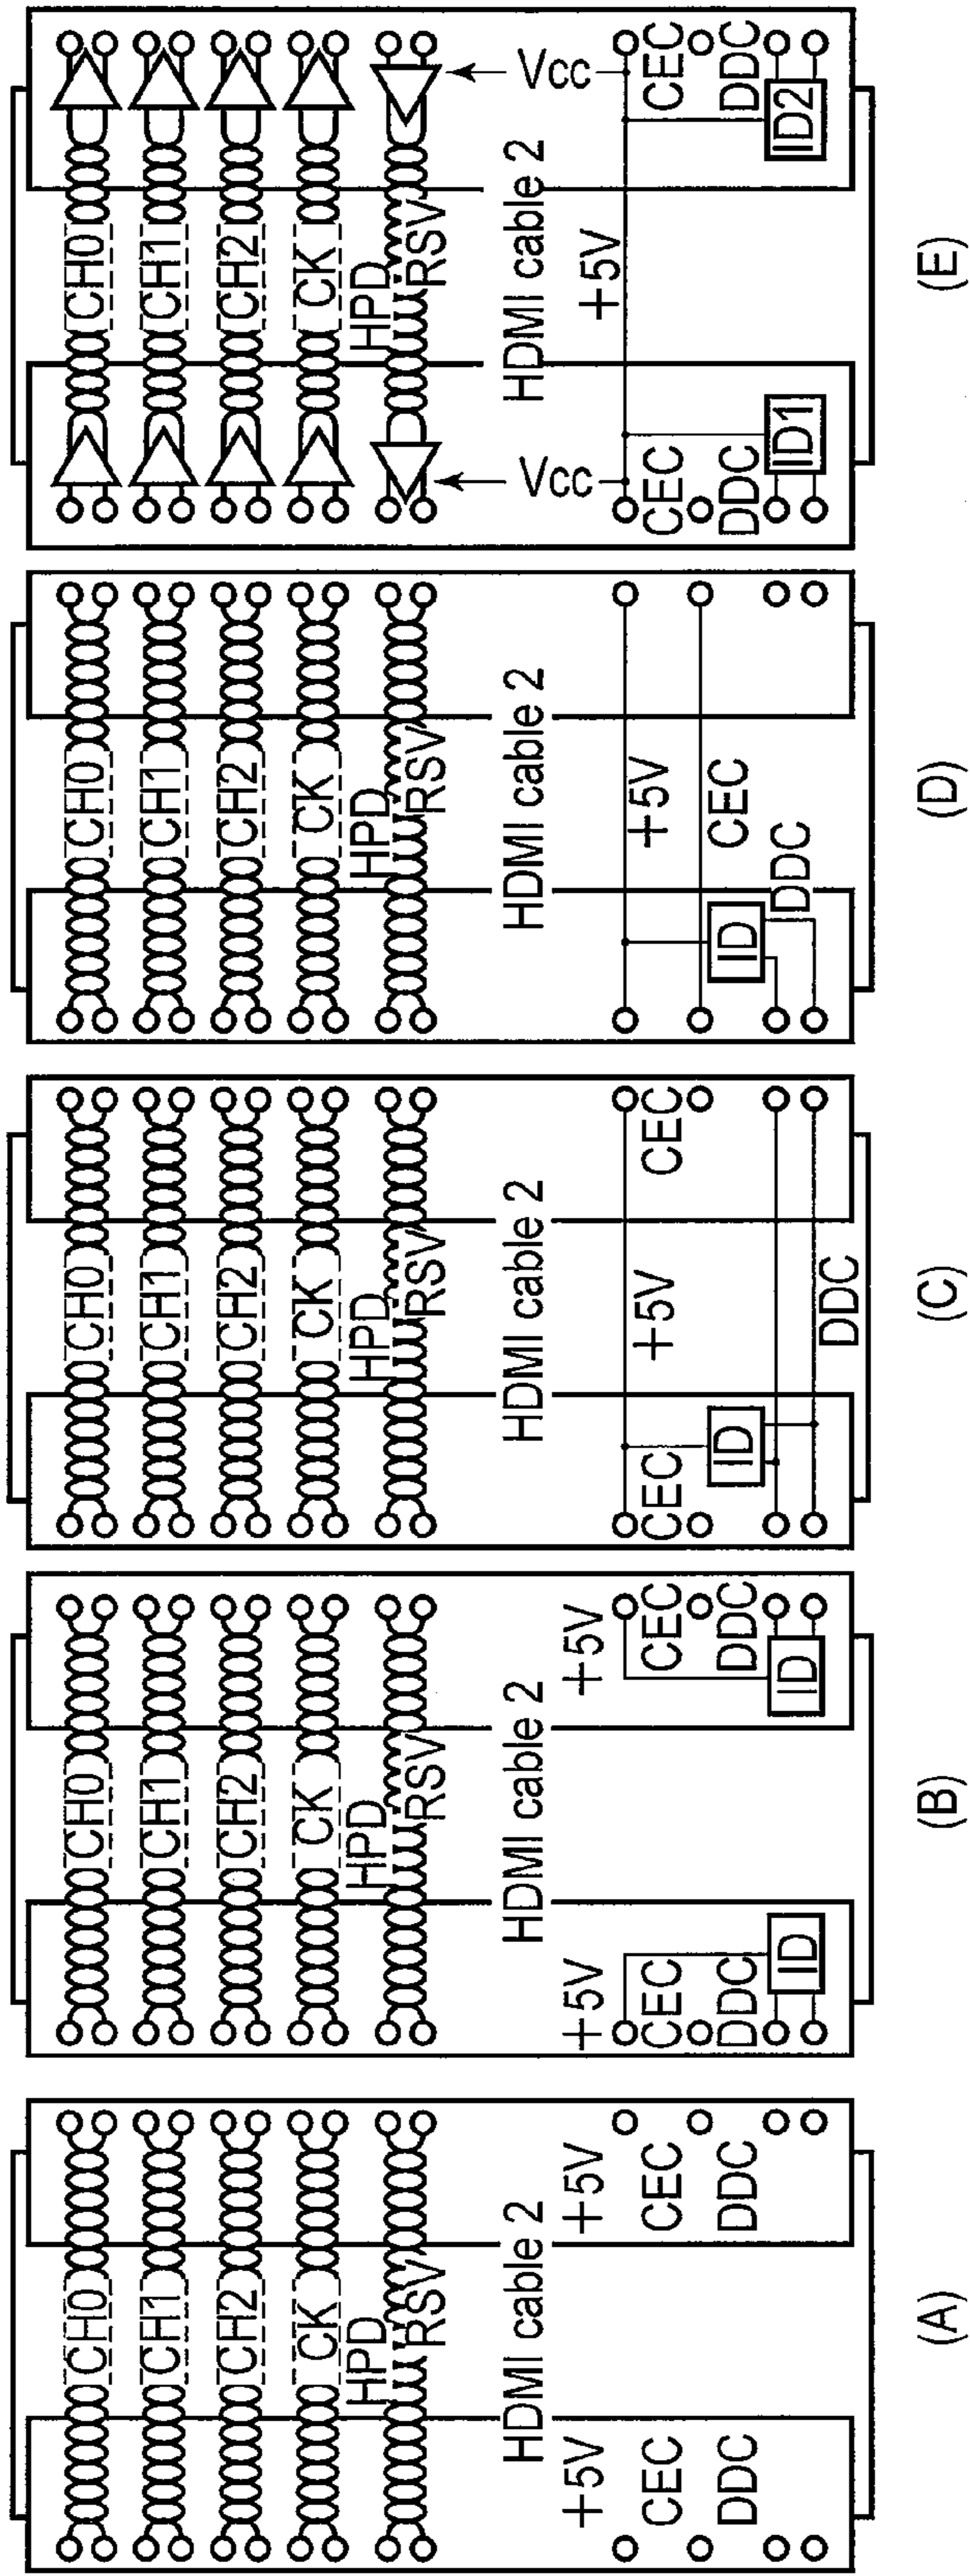 CH0
CH1
CH2
CK
HPD
RSV
HDMI cable 2
+5V
+5V
CEC
CEC
DDC
DDC
(A)
CH0
CH1
CH2
CK
HPD
RSV
HDMI cable 2
+5V
+5V
CEC
CEC
DDC
DDC
ID
ID
(B)
CH0
CH1
CH2
CK
HPD
RSV
HDMI cable 2
+5V
CEC
CEC
ID
DDC
(C)
CH0
CH1
CH2
CK
HPD
RSV
HDMI cable 2
+5V
CEC
ID
DDC
(D)
CH0
CH1
CH2
CK
HPD
RSV
HDMI cable 2
Vcc
Vcc
+5V
CEC
CEC
DDC
DDC
ID1
ID2
(E)